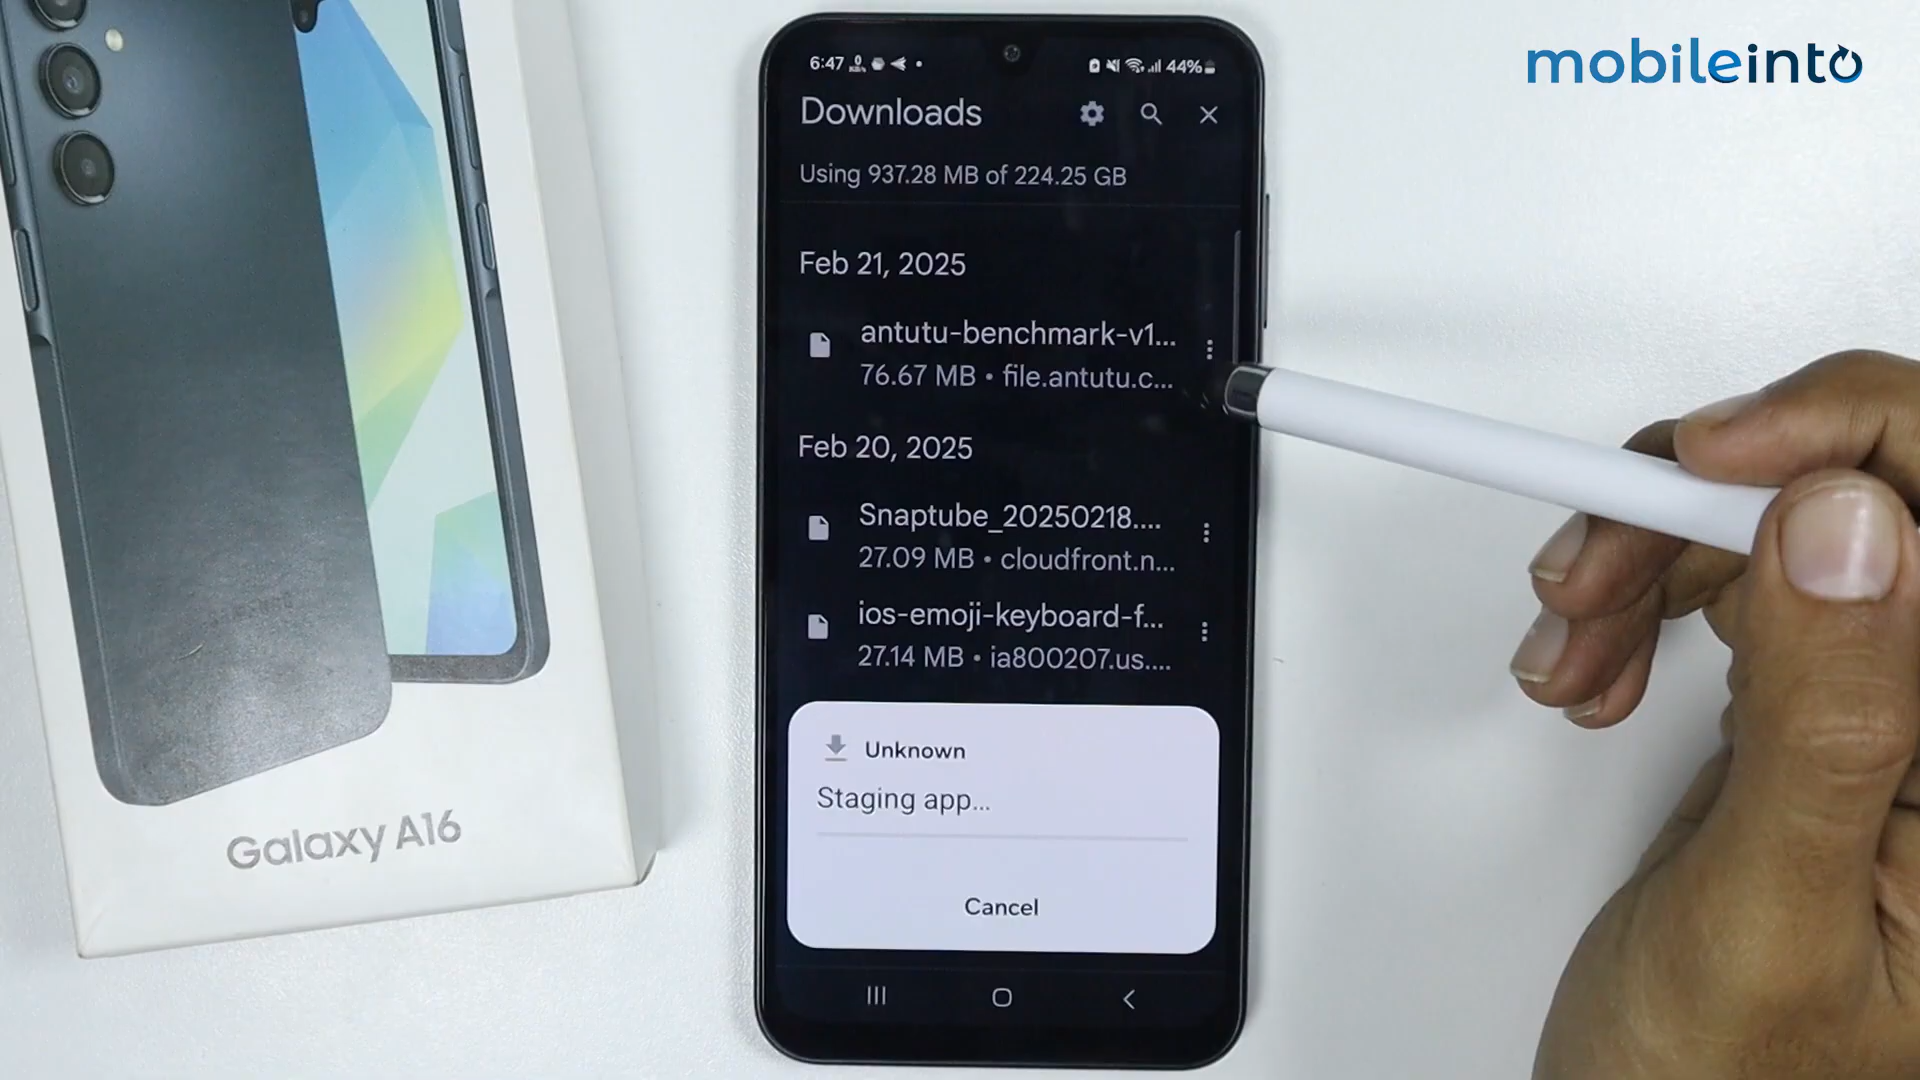 mobileinto
6:47
44%
Downloads
Using 937.28 MB of 224.25 GB
Feb 21, 2025
antutu-benchmark-v1...
76.67 MB • file.antutu.c...
Feb 20, 2025
Snaptube_20250218....
27.09 MB • cloudfront.n...
ios-emoji-keyboard-f...
27.14 MB • ia800207.us....
Unknown
Staging app...
Cancel
Galaxy A16